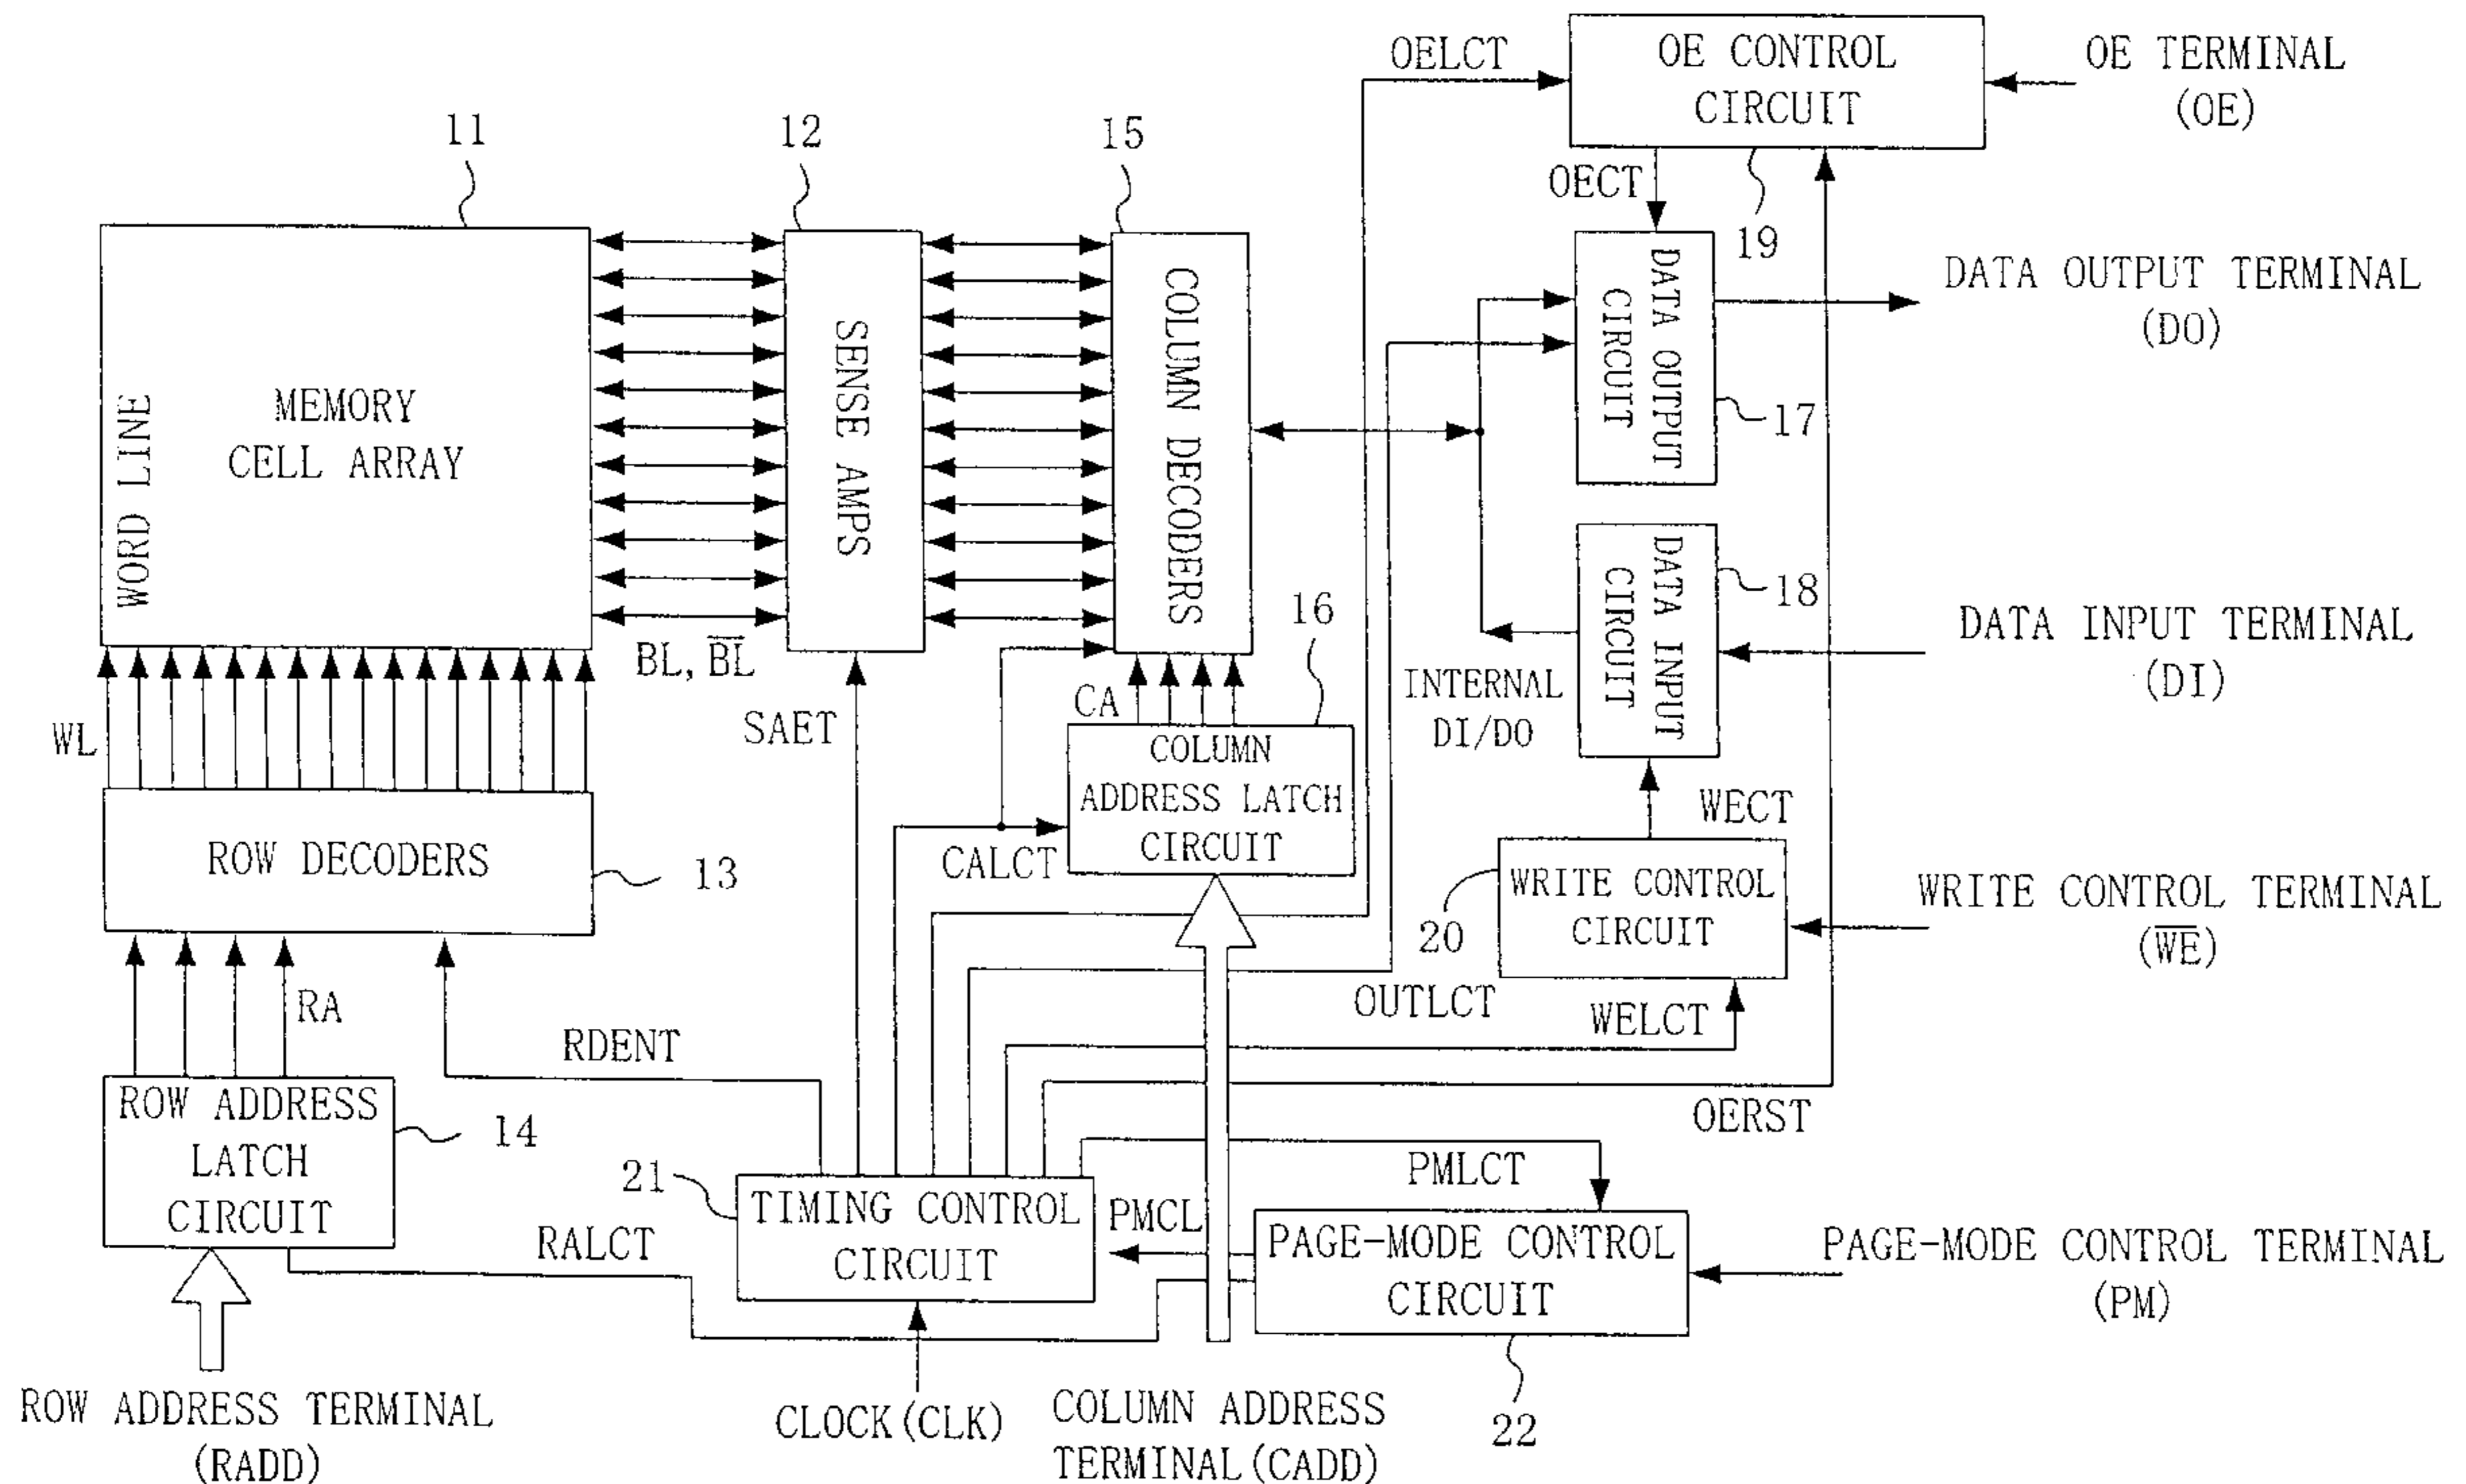 OELCT
OE CONTROL
CIRCUIT
OE TERMINAL
(OE)
11
12
15
OECT
19
WORD LINE
MEMORY
CELL ARRAY
SENSE AMPS
COLUMN DECODERS
DATA OUTPUT
CIRCUIT
17
DATA OUTPUT TERMINAL
(DO)
DATA INPUT
CIRCUIT
18
DATA INPUT TERMINAL
(DI)
BL, B̅L̅
16
WL
SAET
CA
INTERNAL
DI/DO
COLUMN
ADDRESS LATCH
CIRCUIT
WECT
ROW DECODERS
13
CALCT
20
WRITE CONTROL
CIRCUIT
WRITE CONTROL TERMINAL
(W̅E̅)
RA
RDENT
OUTLCT
WELCT
ROW ADDRESS
LATCH
CIRCUIT
14
OERST
21
TIMING CONTROL
CIRCUIT
PMLCT
PMCL
RALCT
PAGE-MODE CONTROL
CIRCUIT
PAGE-MODE CONTROL TERMINAL
(PM)
22
ROW ADDRESS TERMINAL
(RADD)
CLOCK(CLK)
COLUMN ADDRESS
TERMINAL(CADD)